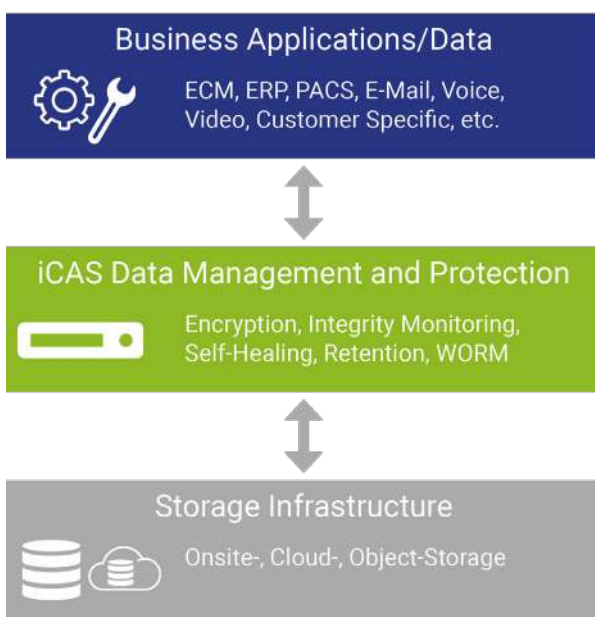 Business Applications/Data
ECM, ERP, PACS, E-Mail, Voice,
Video, Customer Specific, etc.
iCAS Data Management and Protection
Encryption, Integrity Monitoring,
Self-Healing, Retention, WORM
Storage Infrastructure
Onsite-, Cloud-, Object-Storage